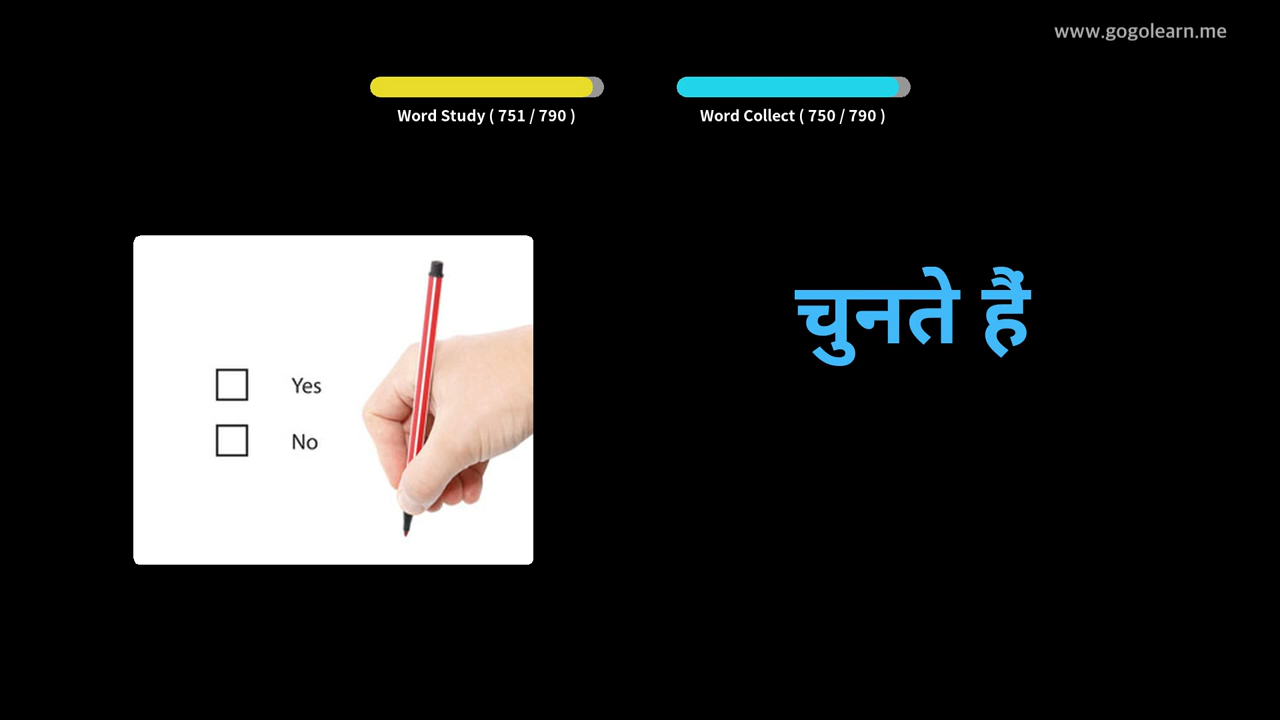 www.gogolearn.me
Word Study ( 751 / 790 )
Word Collect ( 750 / 790 )
चुनते हैं
Yes
No